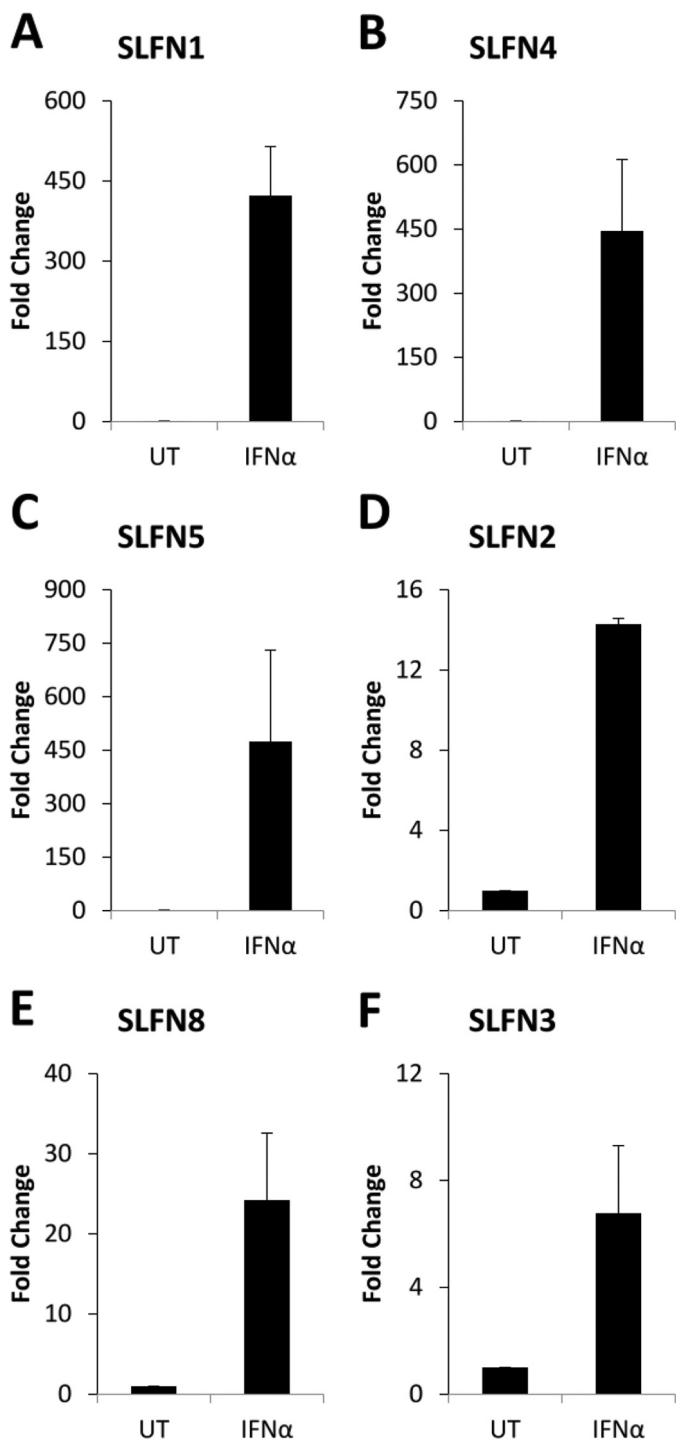 A
SLFN1
600
450
300
150
0
Fold Change
UT
IFNα
B
SLFN4
750
600
450
300
150
0
Fold Change
UT
IFNα
C
SLFN5
900
750
600
450
300
150
0
Fold Change
UT
IFNα
D
SLFN2
16
12
8
4
0
Fold Change
UT
IFNα
E
SLFN8
40
30
20
10
0
Fold Change
UT
IFNα
F
SLFN3
12
8
4
0
Fold Change
UT
IFNα